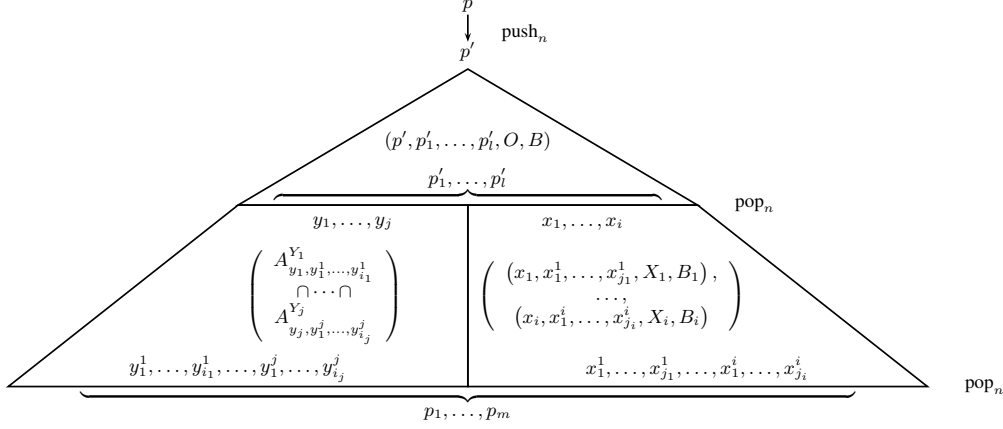 p
push_n
p′
(p′, p′_1, …, p′_l, O, B)
p′_1, …, p′_l
pop_n
y_1, …, y_j x_1, …, x_i
A^{Y_1}_{y_1, y^1_1, …, y^1_{i_1}}
∩ ⋯ ∩
A^{Y_j}_{y_j, y^j_1, …, y^j_{i_j}}
(x_1, x^1_1, …, x^1_{j_1}, X_1, B_1),
…,
(x_i, x^i_1, …, x^i_{j_i}, X_i, B_i)
y^1_1, …, y^1_{i_1}, …, y^j_1, …, y^j_{i_j} x^1_1, …, x^1_{j_1}, …, x^i_1, …, x^i_{j_i}
pop_n
p_1, …, p_m